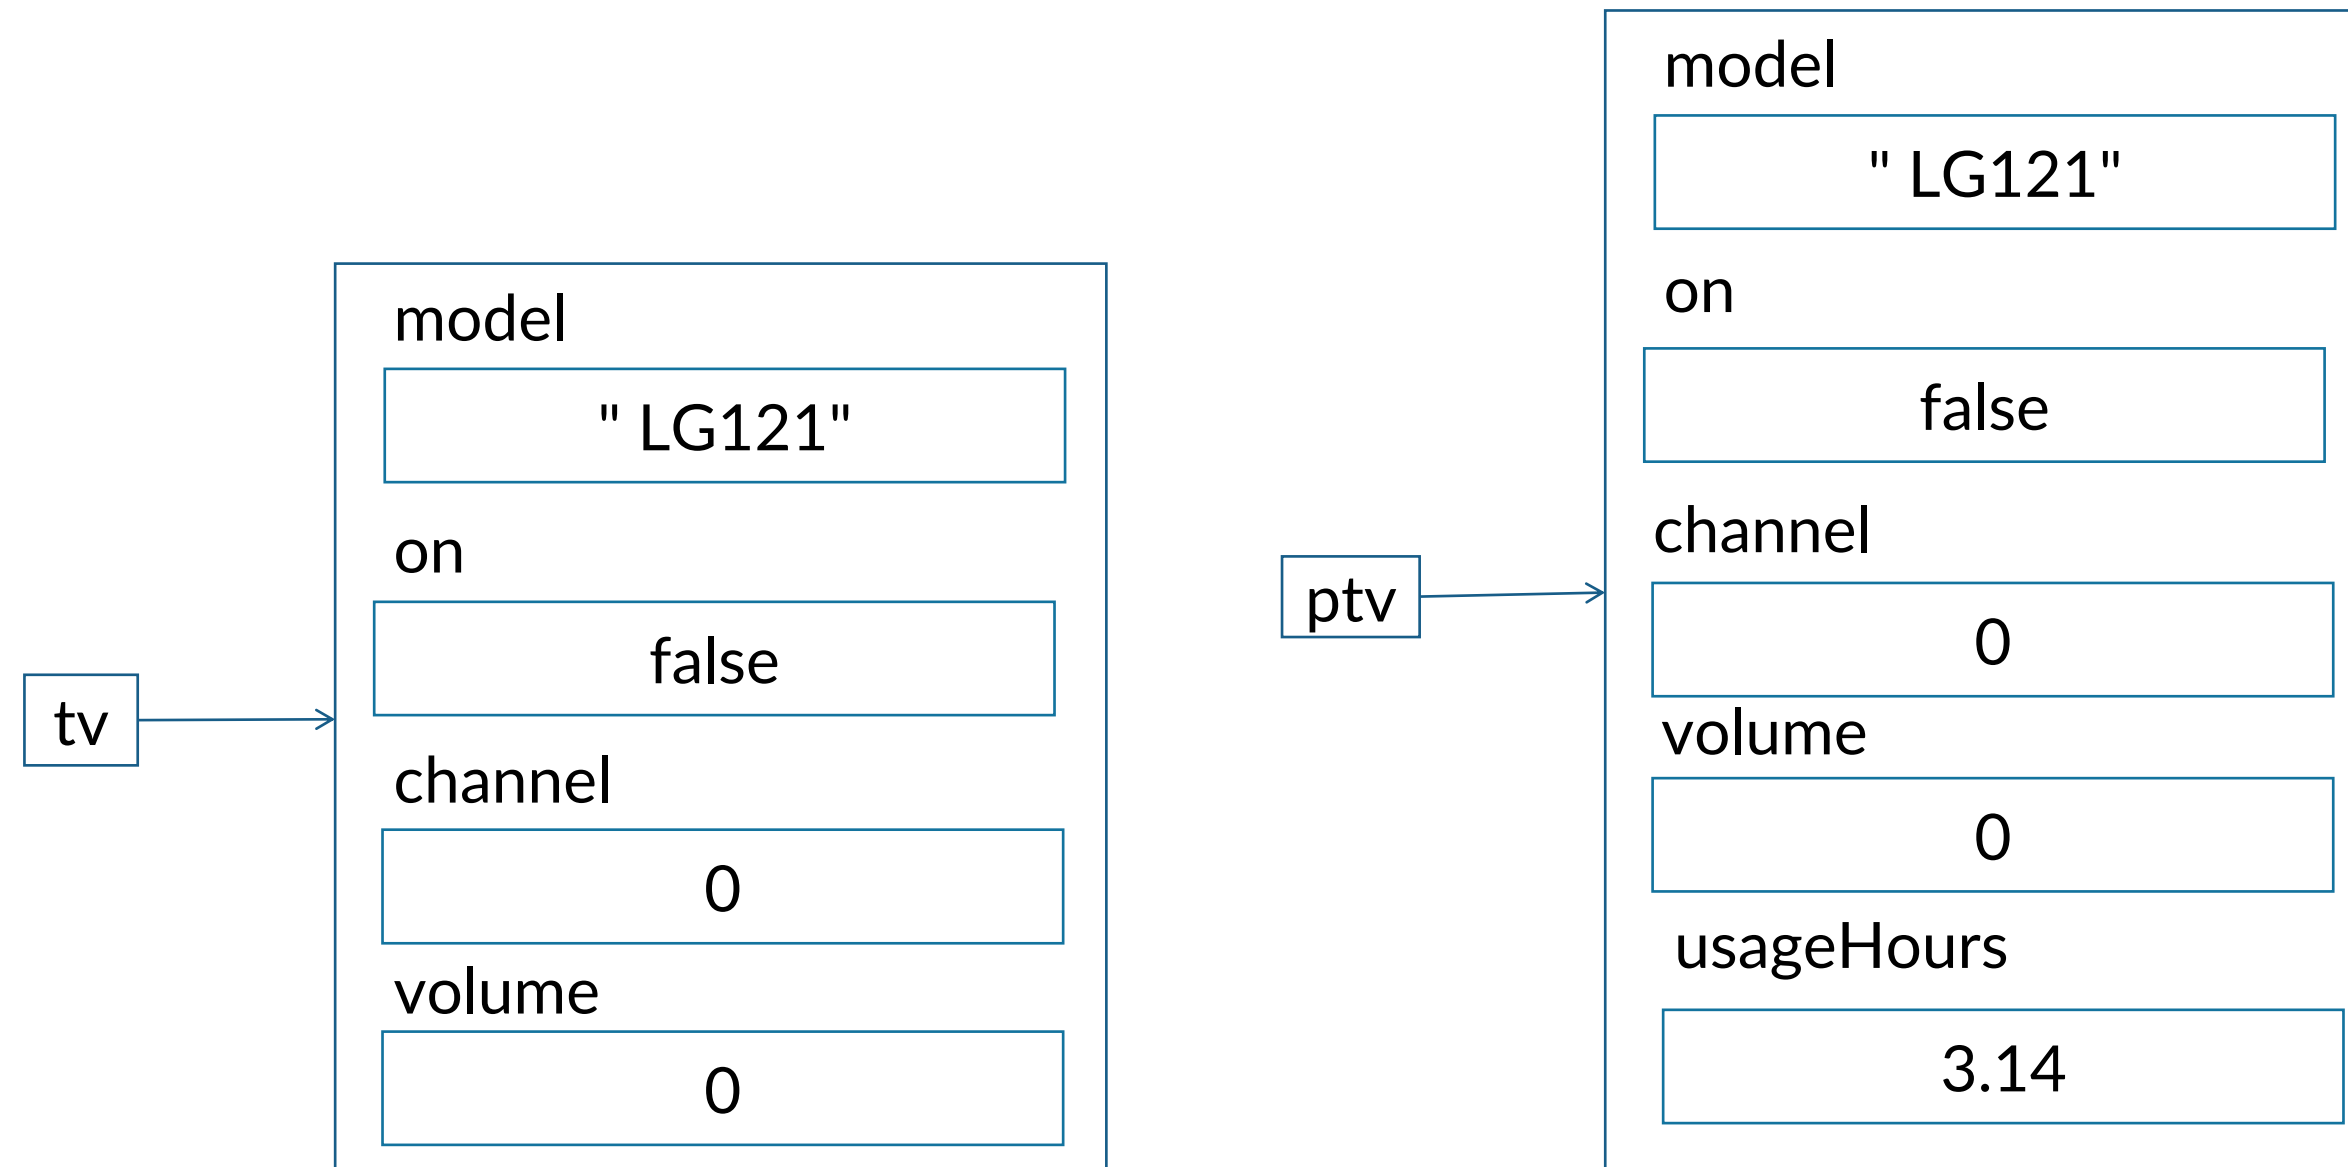 tv
model
" LG121"
on
false
channel
0
volume
0
ptv
model
" LG121"
on
false
channel
0
volume
0
usageHours
3.14